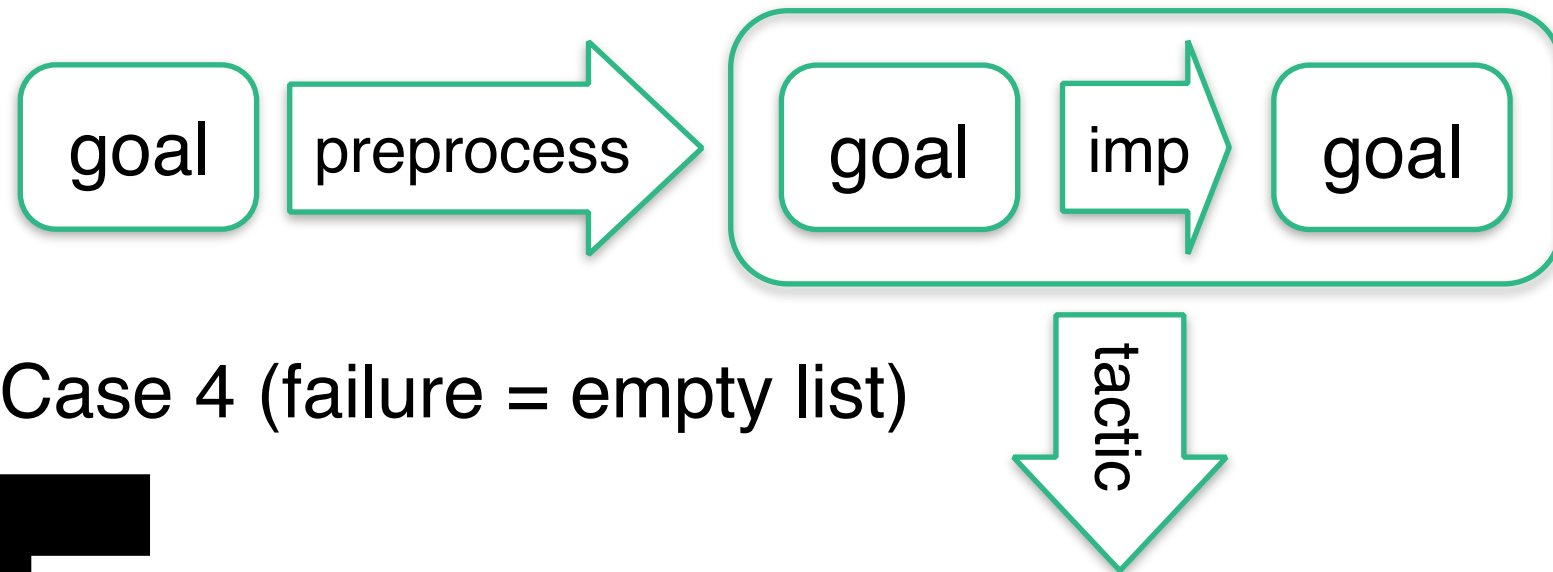 goal preprocess goal imp goal
Case 4 (failure = empty list)
tactic